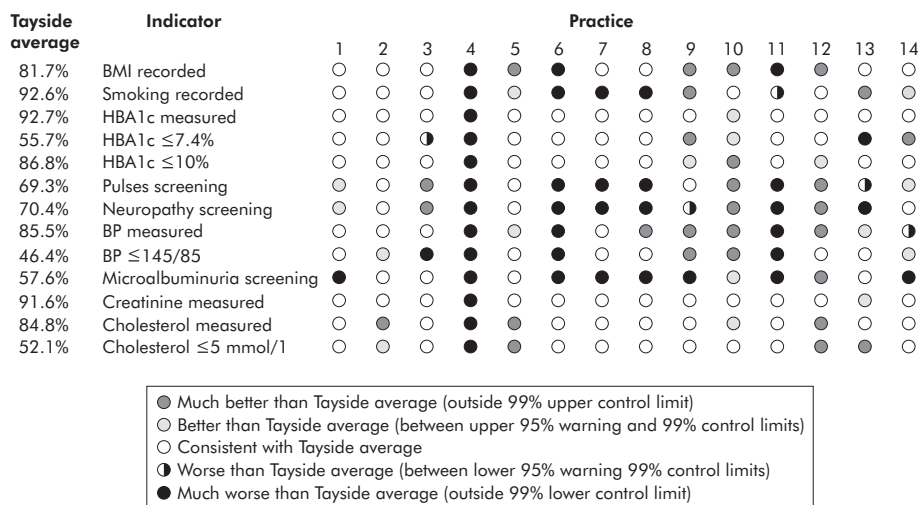 Tayside Indicator Practice
average 1 2 3 4 5 6 7 8 9 10 11 12 13 14
81.7% BMI recorded
92.6% Smoking recorded
92.7% HBA1c measured
55.7% HBA1c ≤7.4%
86.8% HBA1c ≤10%
69.3% Pulses screening
70.4% Neuropathy screening
85.5% BP measured
46.4% BP ≤145/85
57.6% Microalbuminuria screening
91.6% Creatinine measured
84.8% Cholesterol measured
52.1% Cholesterol ≤5 mmol/1
Much better than Tayside average (outside 99% upper control limit)
Better than Tayside average (between upper 95% warning and 99% control limits)
Consistent with Tayside average
Worse than Tayside average (between lower 95% warning 99% control limits)
Much worse than Tayside average (outside 99% lower control limit)